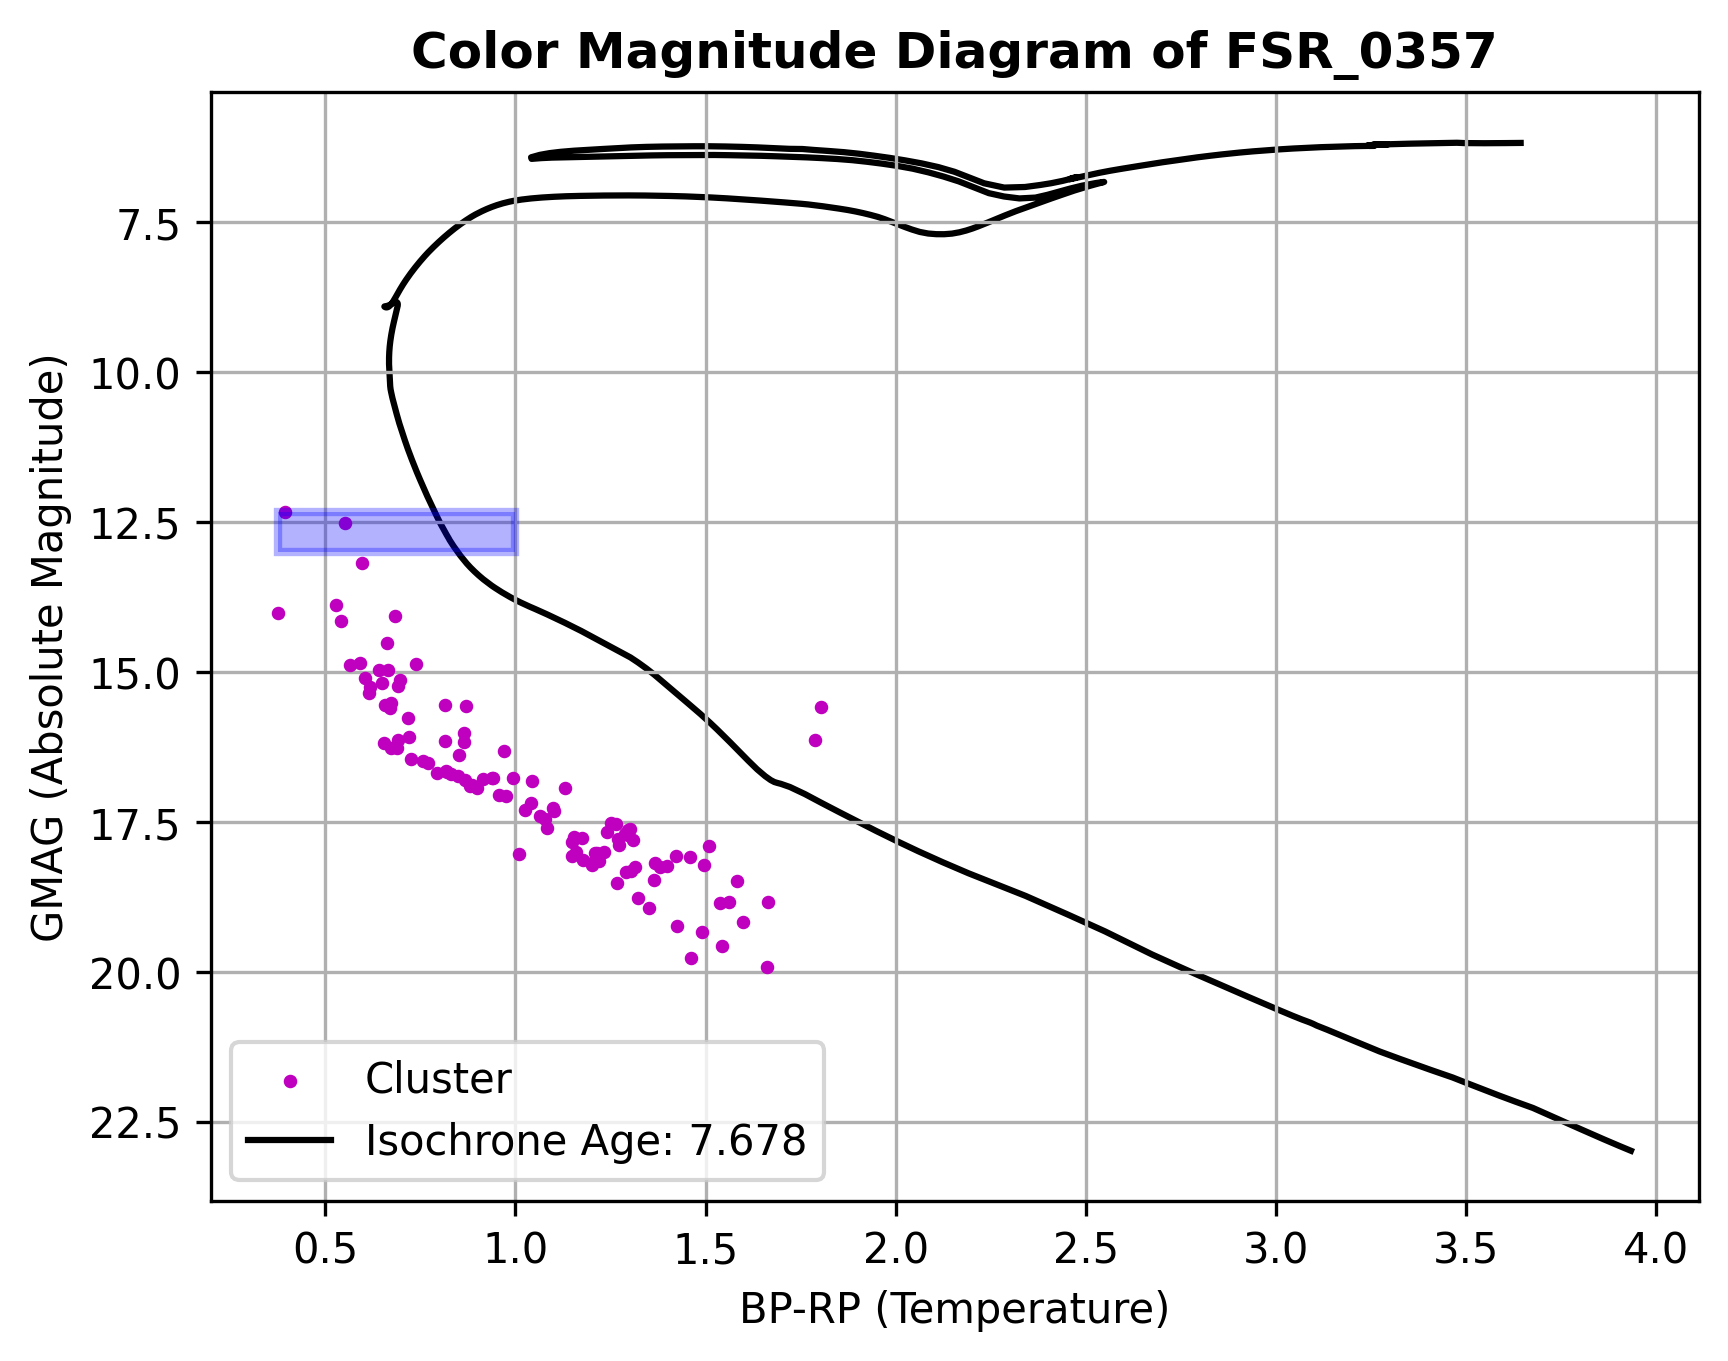 Color Magnitude Diagram of FSR_0357
GMAG (Absolute Magnitude)
7.5
10.0
12.5
15.0
17.5
20.0
22.5
Cluster
Isochrone Age: 7.678
0.5 1.0 1.5 2.0 2.5 3.0 3.5 4.0
BP-RP (Temperature)